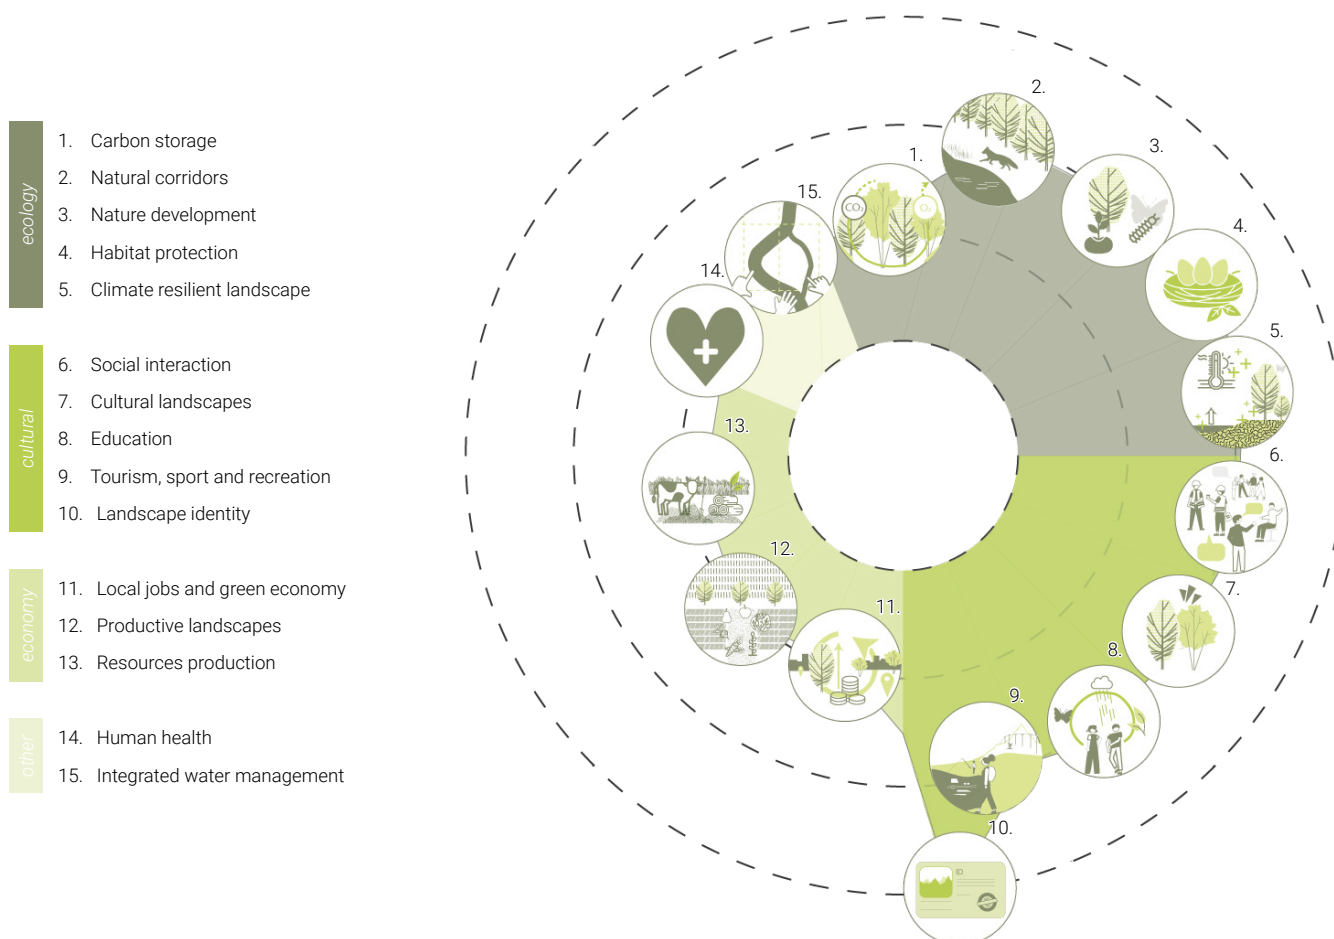 ecology
1. Carbon storage
2. Natural corridors
3. Nature development
4. Habitat protection
5. Climate resilient landscape
cultural
6. Social interaction
7. Cultural landscapes
8. Education
9. Tourism, sport and recreation
10. Landscape identity
economy
11. Local jobs and green economy
12. Productive landscapes
13. Resources production
other
14. Human health
15. Integrated water management
1.
2.
3.
4.
5.
6.
7.
8.
9.
10.
11.
12.
13.
14.
15.
CO₂
O₂